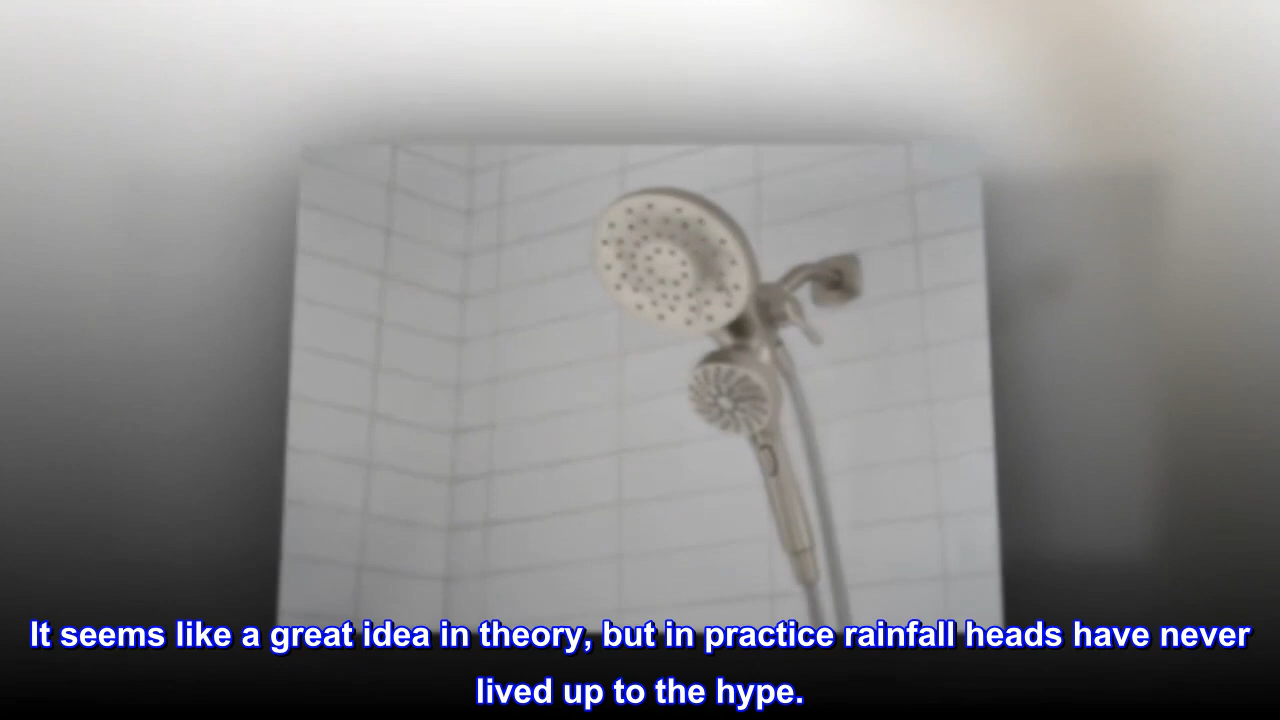 It seems like a great idea in theory, but in practice rainfall heads have never
lived up to the hype.